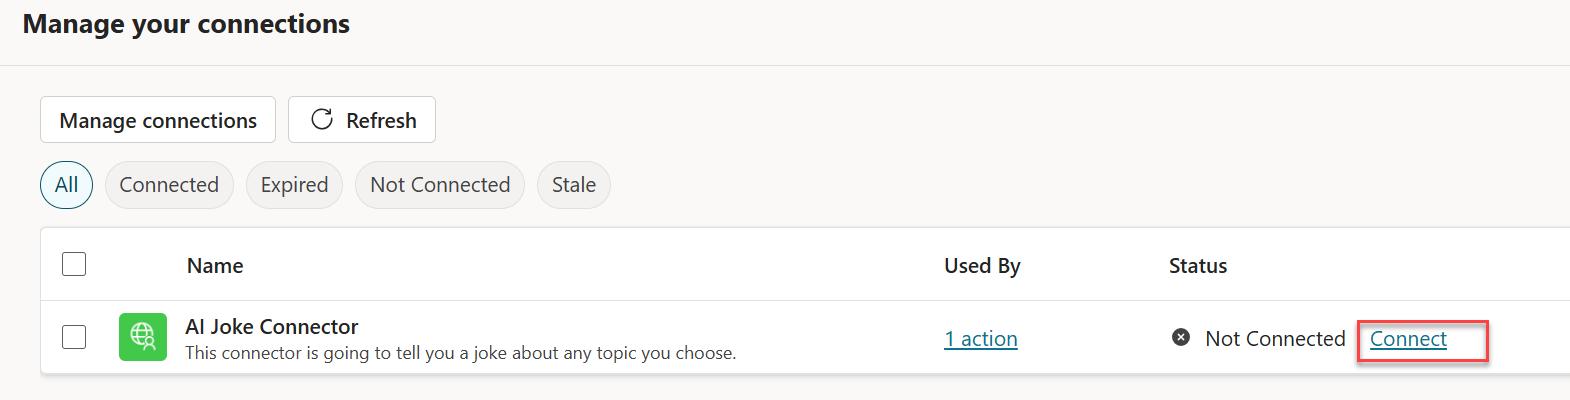 Manage your connections
Manage connections Refresh
All Connected Expired Not Connected Stale
Name Used By Status
AI Joke Connector
This connector is going to tell you a joke about any topic you choose.
1 action Not Connected Connect